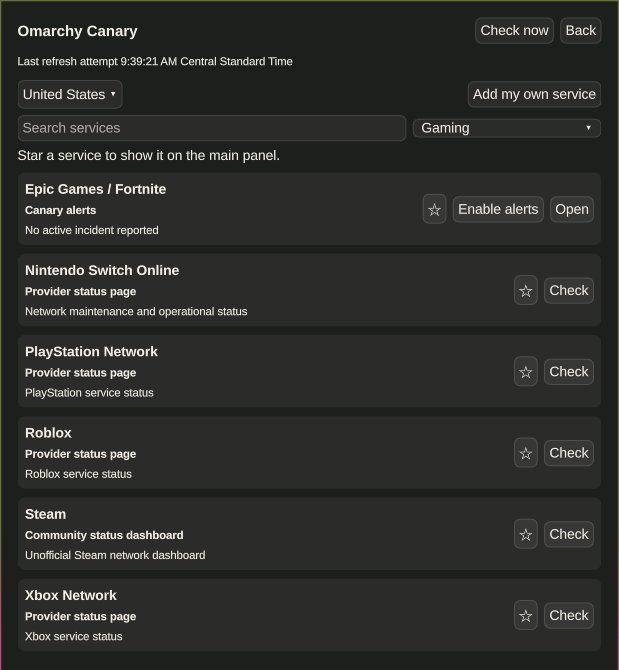 Omarchy Canary
Check now
Back
Last refresh attempt 9:39:21 AM Central Standard Time
United States
Add my own service
Search services
Gaming
Star a service to show it on the main panel.
Epic Games / Fortnite
Canary alerts
No active incident reported
Enable alerts
Open
Nintendo Switch Online
Provider status page
Network maintenance and operational status
Check
PlayStation Network
Provider status page
PlayStation service status
Check
Roblox
Provider status page
Roblox service status
Check
Steam
Community status dashboard
Unofficial Steam network dashboard
Check
Xbox Network
Provider status page
Xbox service status
Check